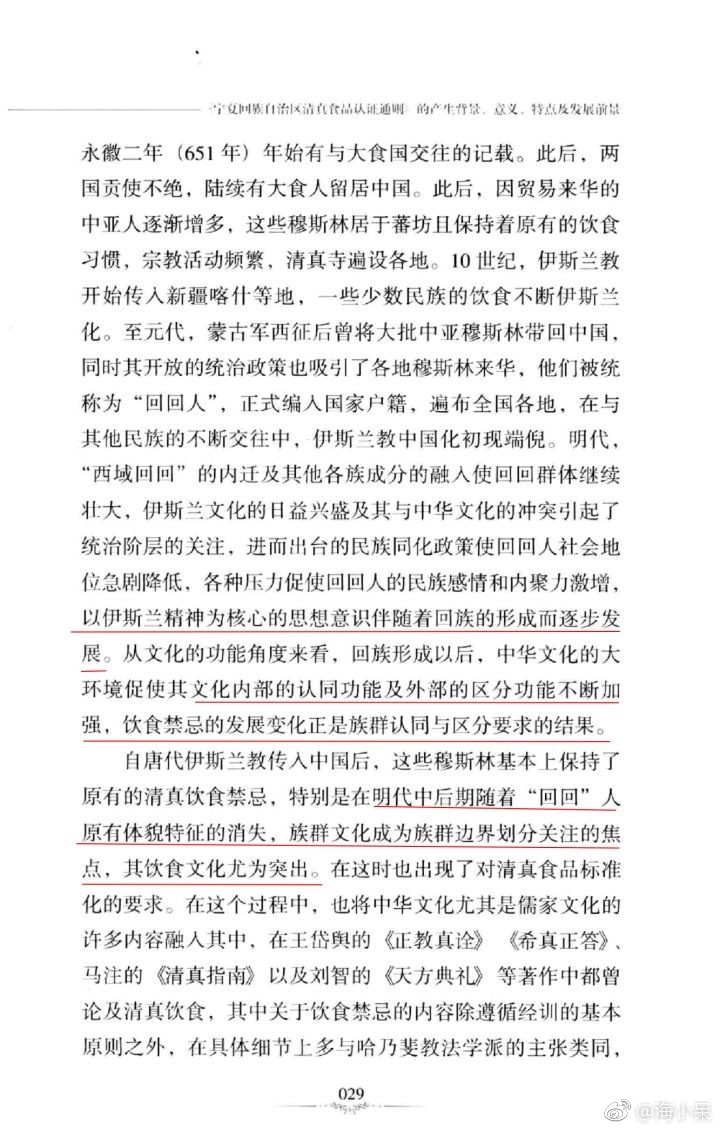 《宁夏回族自治区清真食品认证通则》的产生背景、意义、特点及发展前景
永徽二年（651 年）年始有与大食国交往的记载。此后，两
国贡使不绝，陆续有大食人留居中国。此后，因贸易来华的
中亚人逐渐增多，这些穆斯林居于蕃坊且保持着原有的饮食
习惯，宗教活动频繁，清真寺遍设各地。10 世纪，伊斯兰教
开始传入新疆喀什等地，一些少数民族的饮食不断伊斯兰
化。至元代，蒙古军西征后曾将大批中亚穆斯林带回中国，
同时其开放的统治政策也吸引了各地穆斯林来华，他们被统
称为“回回人”，正式编入国家户籍，遍布全国各地，在与
其他民族的不断交往中，伊斯兰教中国化初现端倪。明代，
“西域回回”的内迁及其他各族成分的融入使回回群体继续
壮大，伊斯兰文化的日益兴盛及其与中华文化的冲突引起了
统治阶层的关注，进而出台的民族同化政策使回回人社会地
位急剧降低，各种压力促使回回人的民族感情和内聚力激增，
以伊斯兰精神为核心的思想意识伴随着回族的形成而逐步发
展。从文化的功能角度来看，回族形成以后，中华文化的大
环境促使其文化内部的认同功能及外部的区分功能不断加
强，饮食禁忌的发展变化正是族群认同与区分要求的结果。
自唐代伊斯兰教传入中国后，这些穆斯林基本上保持了
原有的清真饮食禁忌，特别是在明代中后期随着“回回”人
原有体貌特征的消失，族群文化成为族群边界划分关注的焦
点，其饮食文化尤为突出。在这时也出现了对清真食品标准
化的要求。在这个过程中，也将中华文化尤其是儒家文化的
许多内容融入其中，在王岱舆的《正教真诠》《希真正答》、
马注的《清真指南》以及刘智的《天方典礼》等著作中都曾
论及清真饮食，其中关于饮食禁忌的内容除遵循经训的基本
原则之外，在具体细节上多与哈乃斐教法学派的主张类同，
029
@海小杲